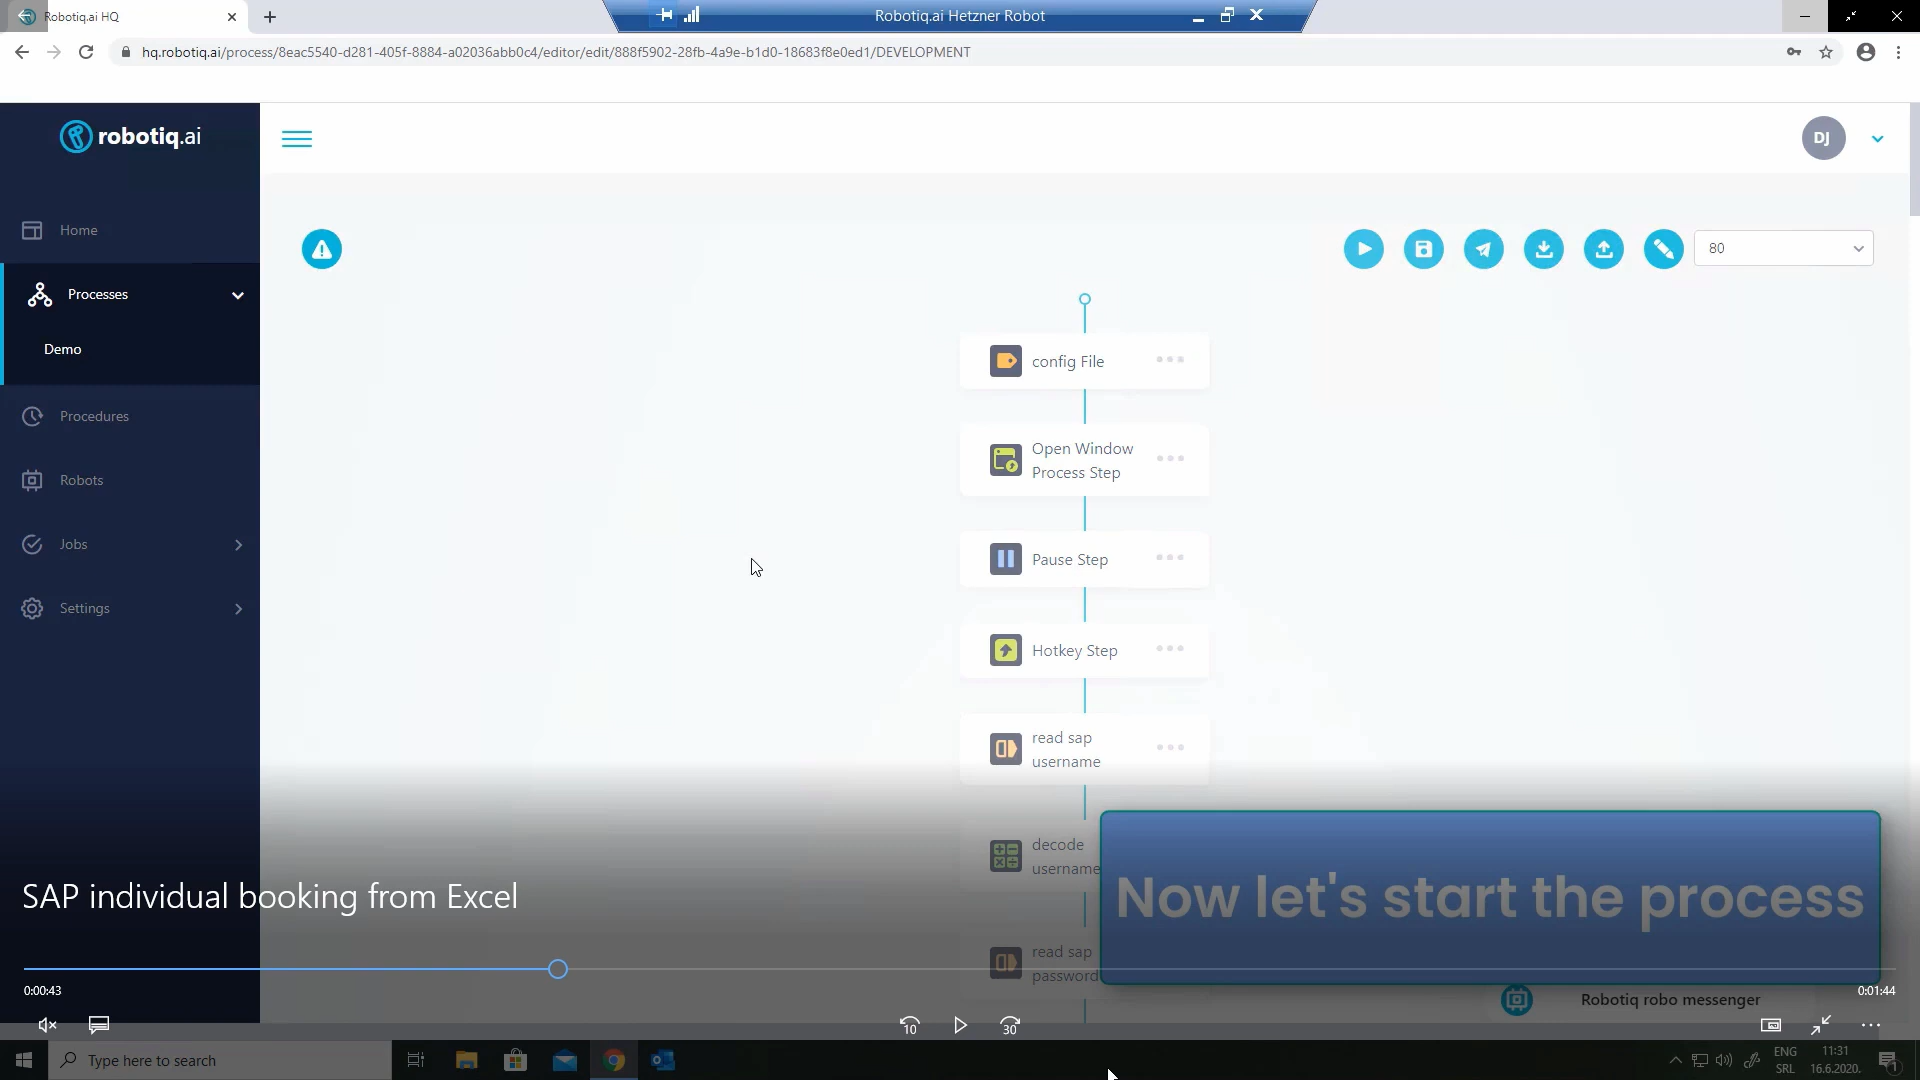 Robotiq.ai HQ
Robotiq.ai Hetzner Robot
hq.robotiq.ai/process/8eac5540-d281-405f-8884-a02036abb0c4/editor/edit/888f5902-28fb-4a9e-b1d0-18683f8e0ed1/DEVELOPMENT
robotiq.ai
DJ
Home
80
Processes
Demo
config File
Procedures
Open Window
Process Step
Robots
Jobs
Pause Step
Settings
Hotkey Step
read sap
username
decode
username
Now let's start the process
SAP individual booking from Excel
read sap
password
0:00:43
0:01:44
Robotiq robo messenger
10
30
Type here to search
ENG
SRL
11:31
16.6.2020.
1